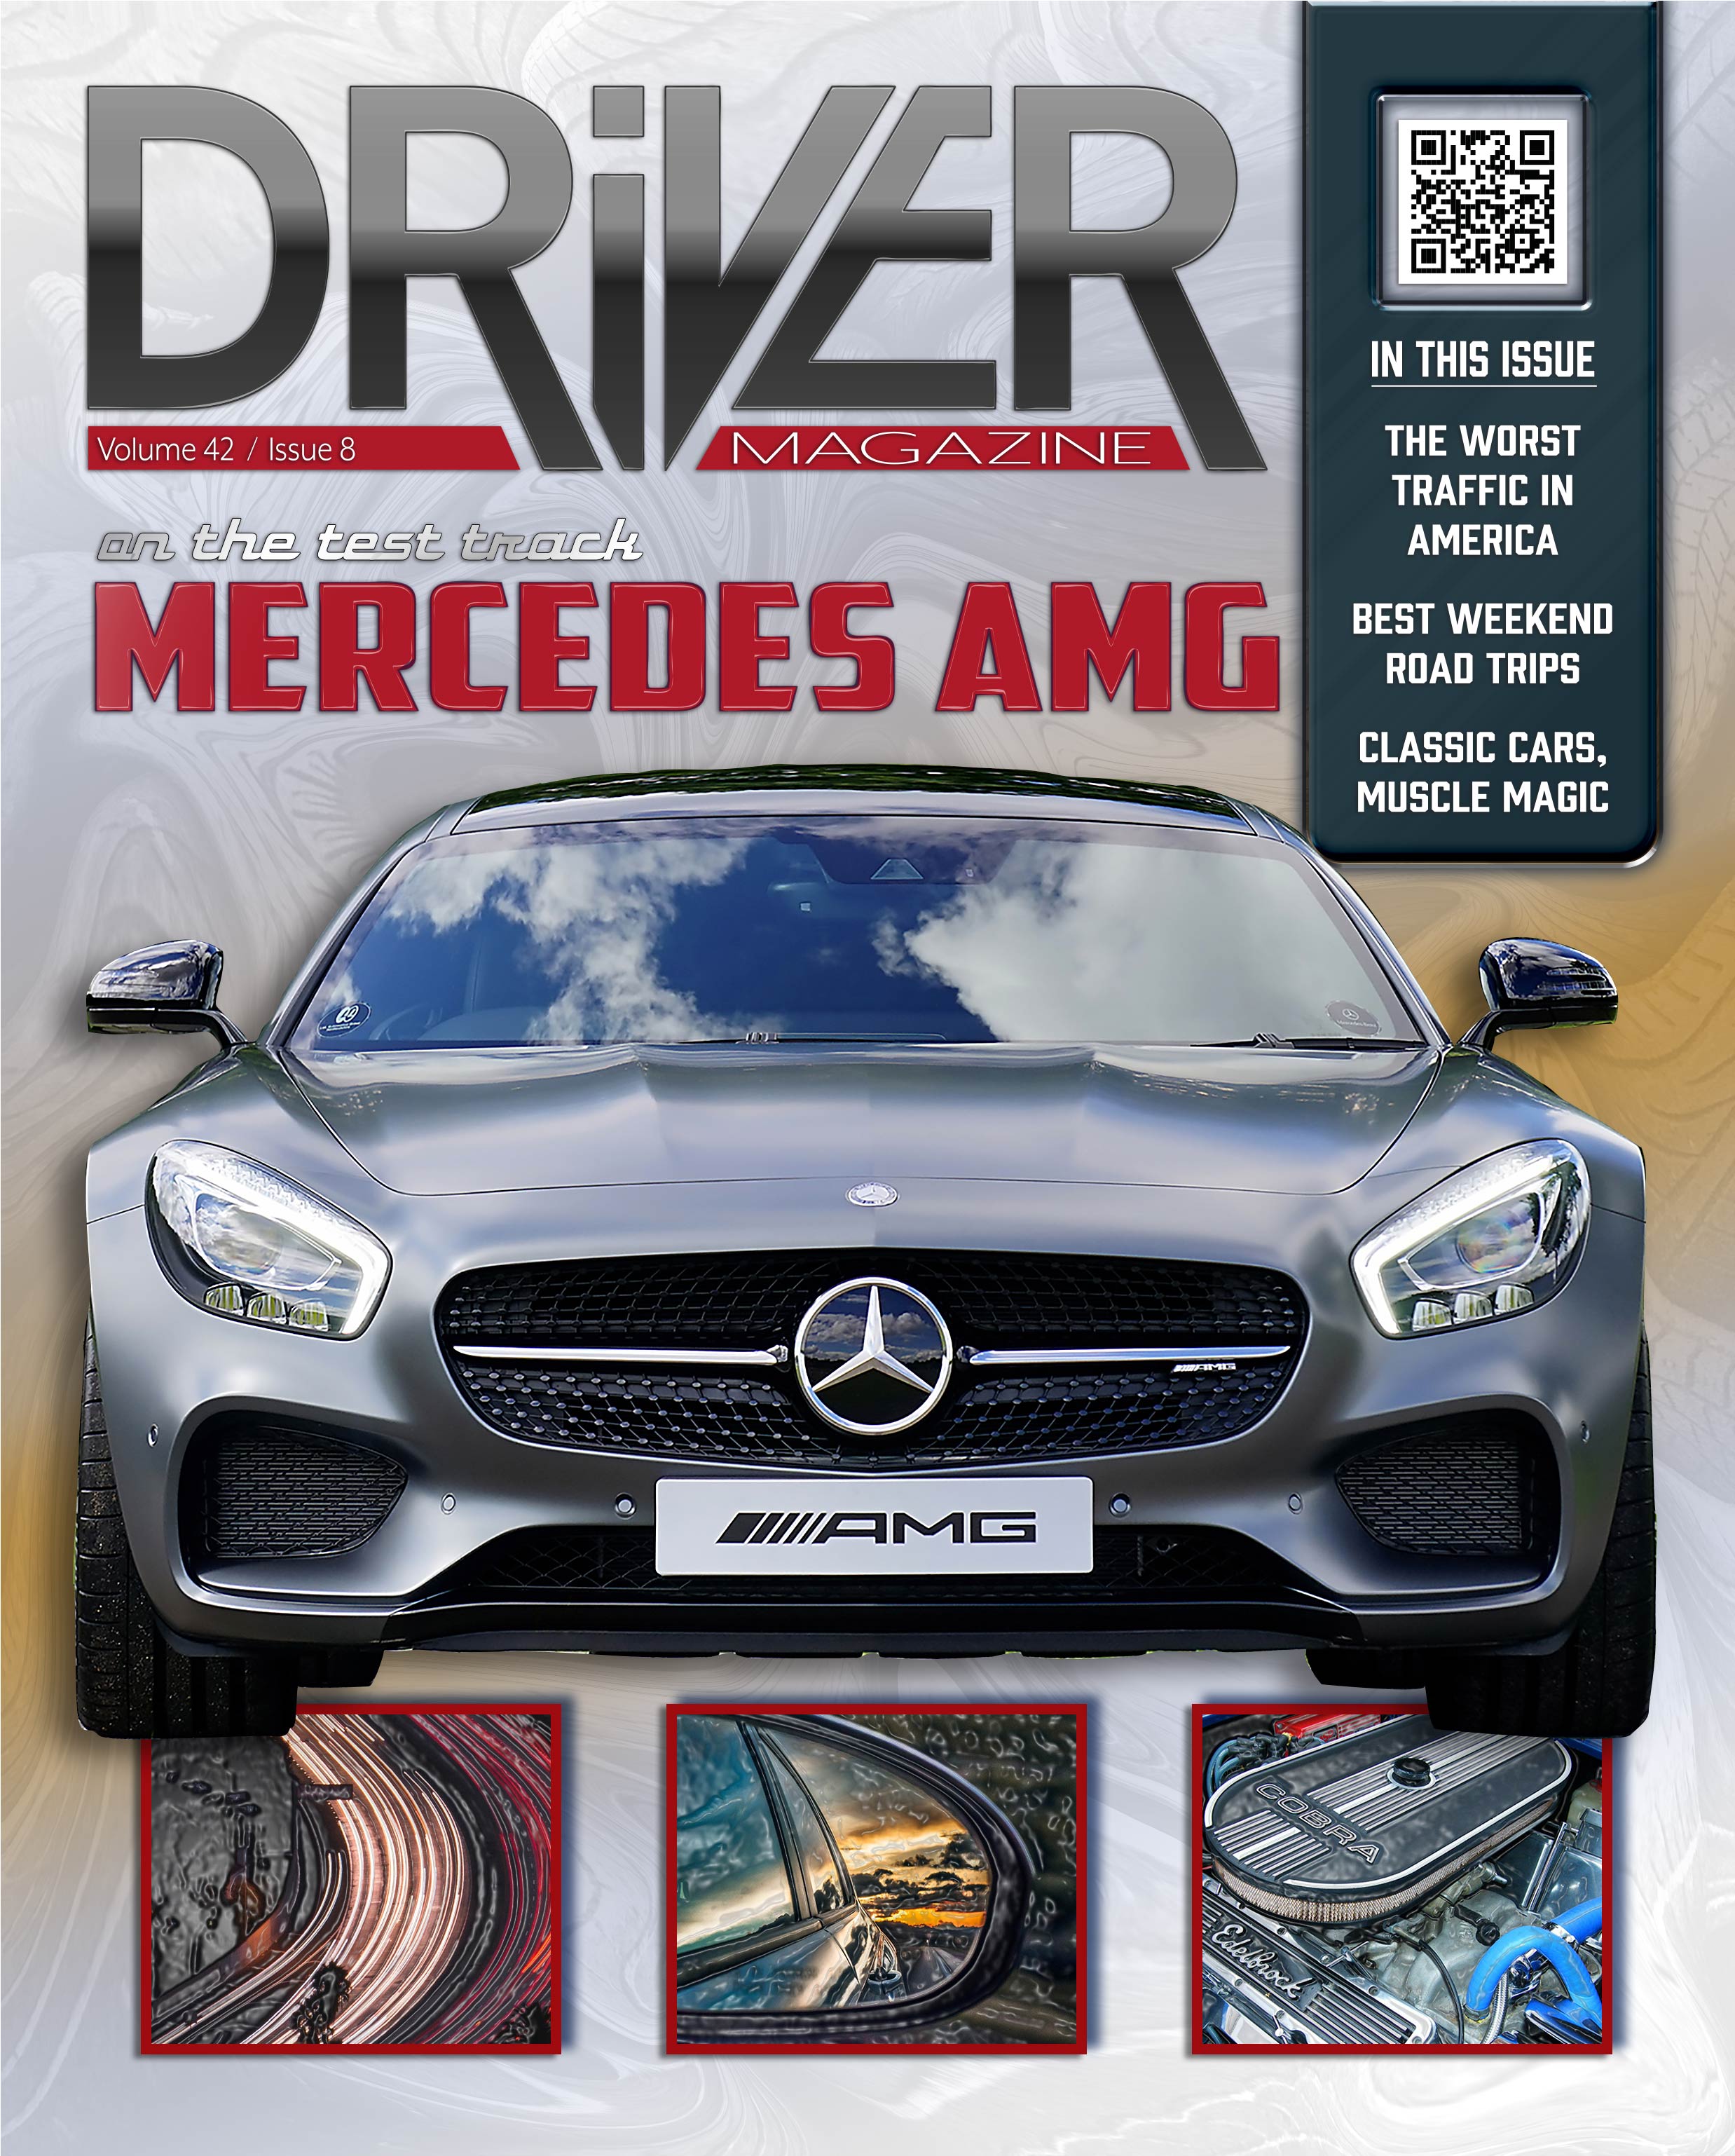 DRiVER
Volume 42 / Issue 8
MAGAZINE
on the test track
MERCEDES AMG
IN THIS ISSUE
THE WORST
TRAFFIC IN
AMERICA
BEST WEEKEND
ROAD TRIPS
CLASSIC CARS,
MUSCLE MAGIC
AMG
AMG
COBRA
Edelbrock